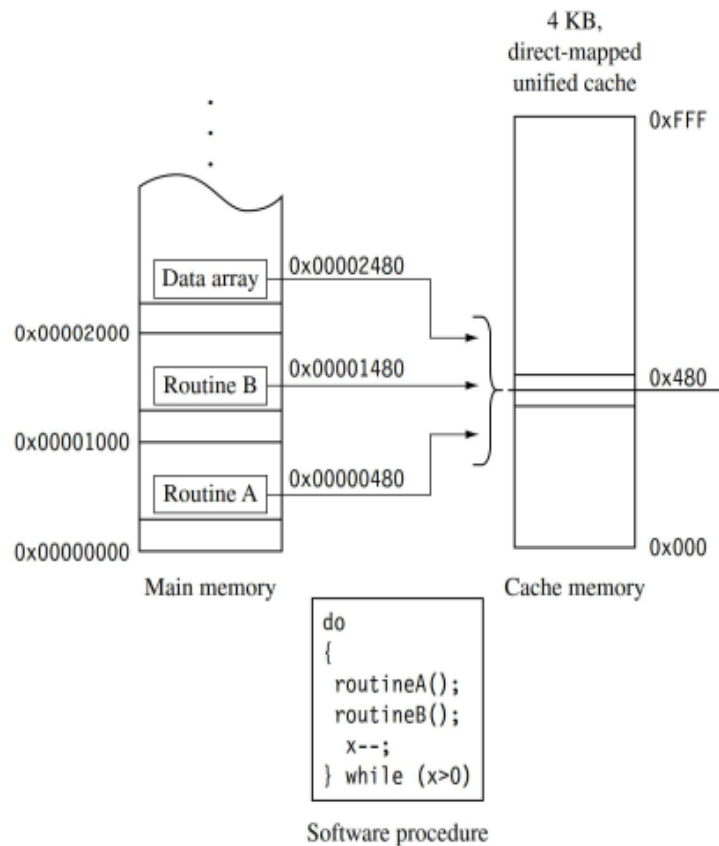 4 KB,
direct-mapped
unified cache
0xFFF
.
.
.
Data array
0x00002480
0x00002000
Routine B
0x00001480
0x480
0x00001000
Routine A
0x00000480
0x00000000
0x000
Main memory
Cache memory
do
{
routineA();
routineB();
x--;
} while (x>0)
Software procedure